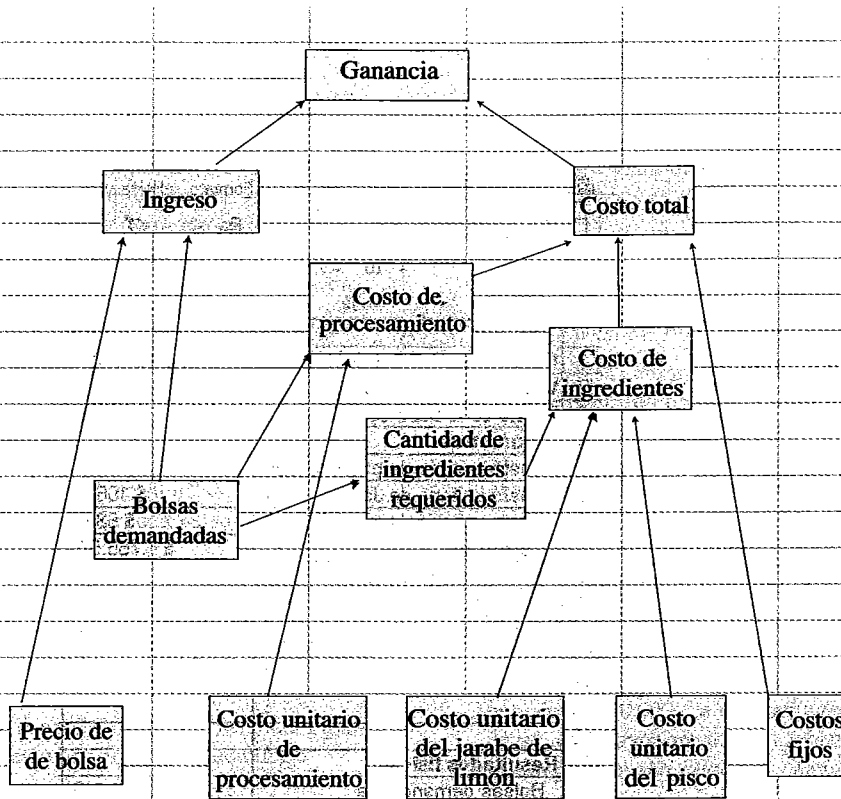 Ganancia
Ingreso
Costo total
Costo de
procesamiento
Costo de
ingredientes
Cantidad de
ingredientes
requeridos
Bolsas
demandadas
Precio de
de bolsa
Costo unitario
de
procesamiento
Costo unitario
del jarabe de
limón
Costo
unitario
del pisco
Costos
fijos